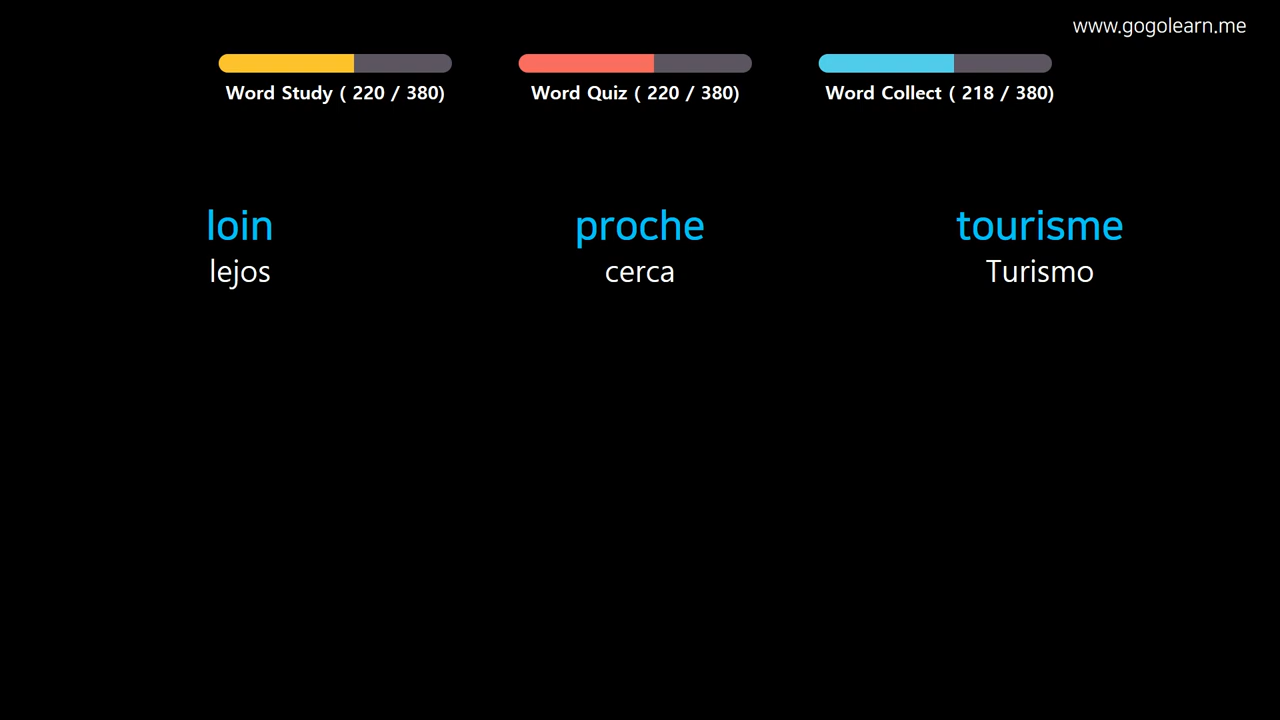 www.gogolearn.me
Word Study ( 220 / 380)
Word Quiz ( 220 / 380)
Word Collect ( 218 / 380)
loin
lejos
proche
cerca
tourisme
Turismo